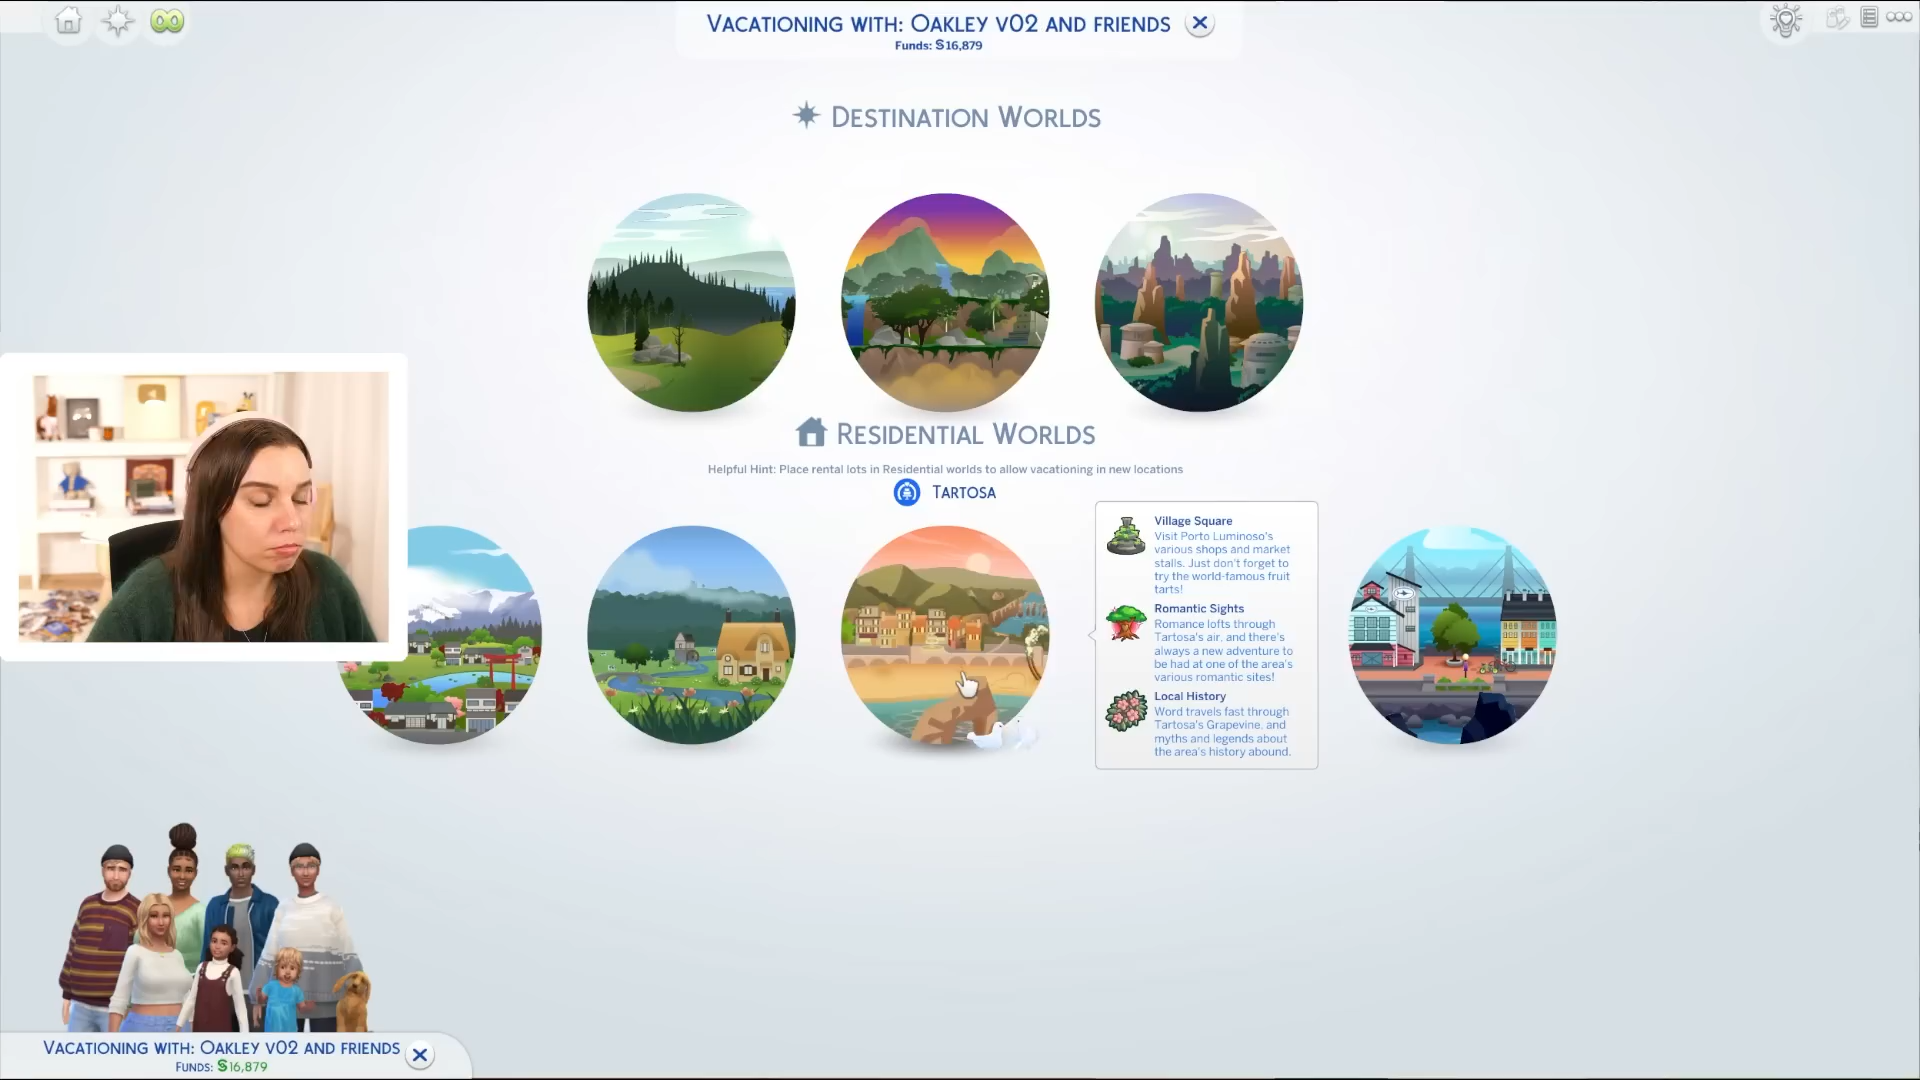 Vacationing with: Oakley v02 and friends
Funds: $16,879
Destination Worlds
Residential Worlds
Helpful Hint: Place rental lots in Residential worlds to allow vacationing in new locations
Tartosa
Village Square
Visit Porto Luminoso's
various shops and market
stalls. Just don't forget to
try the world-famous fruit
tarts!
Romantic Sights
Romance lofts through
Tartosa's air, and there's
always a new adventure to
be had at one of the area's
various romantic sites!
Local History
Word travels fast through
Tartosa's Grapevine, and
myths and legends about
the area's history abound.
Vacationing with: Oakley v02 and friends
Funds: $16,879